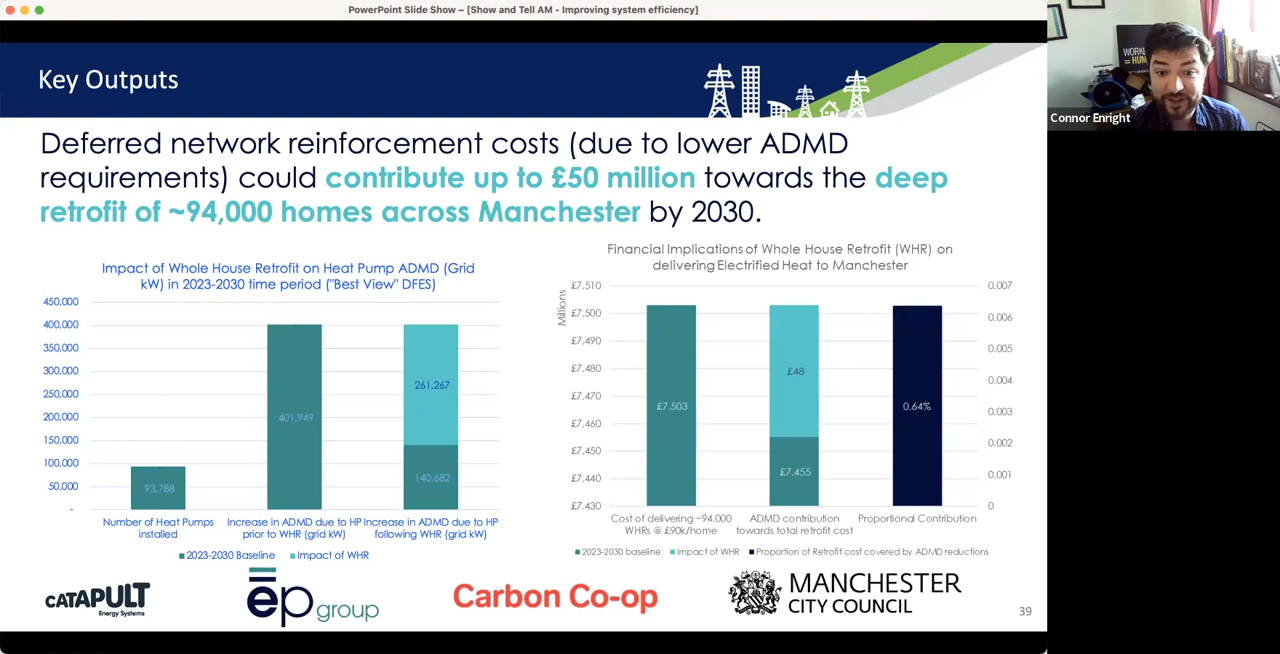 PowerPoint Slide Show – [Show and Tell AM - Improving system efficiency]
Key Outputs
Connor Enright
Deferred network reinforcement costs (due to lower ADMD
requirements) could contribute up to £50 million towards the deep
retrofit of ~94,000 homes across Manchester by 2030.
Impact of Whole House Retrofit on Heat Pump ADMD (Grid
kW) in 2023-2030 time period ("Best View" DFES)
450,000
400,000
350,000
300,000
250,000
200,000
150,000
100,000
50,000
-
93,788
401,949
261,267
140,682
Number of Heat Pumps
installed
Increase in ADMD due to HP
prior to WHR (grid kW)
Increase in ADMD due to HP
following WHR (grid kW)
2023-2030 Baseline
Impact of WHR
Financial Implications of Whole House Retrofit (WHR) on
delivering Electrified Heat to Manchester
Millions
£7,510
£7,500
£7,490
£7,480
£7,470
£7,460
£7,450
£7,440
£7,430
£7,503
£48
£7,455
0.64%
0.007
0.006
0.005
0.004
0.003
0.002
0.001
0
Cost of delivering ~94,000
WHRs @ £90k/home
ADMD contribution
towards total retrofit cost
Proportional Contribution
2023-2030 baseline
Impact of WHR
Proportion of Retrofit cost covered by ADMD reductions
CATAPULT
Energy Systems
ēp group
Carbon Co-op
MANCHESTER
CITY COUNCIL
39